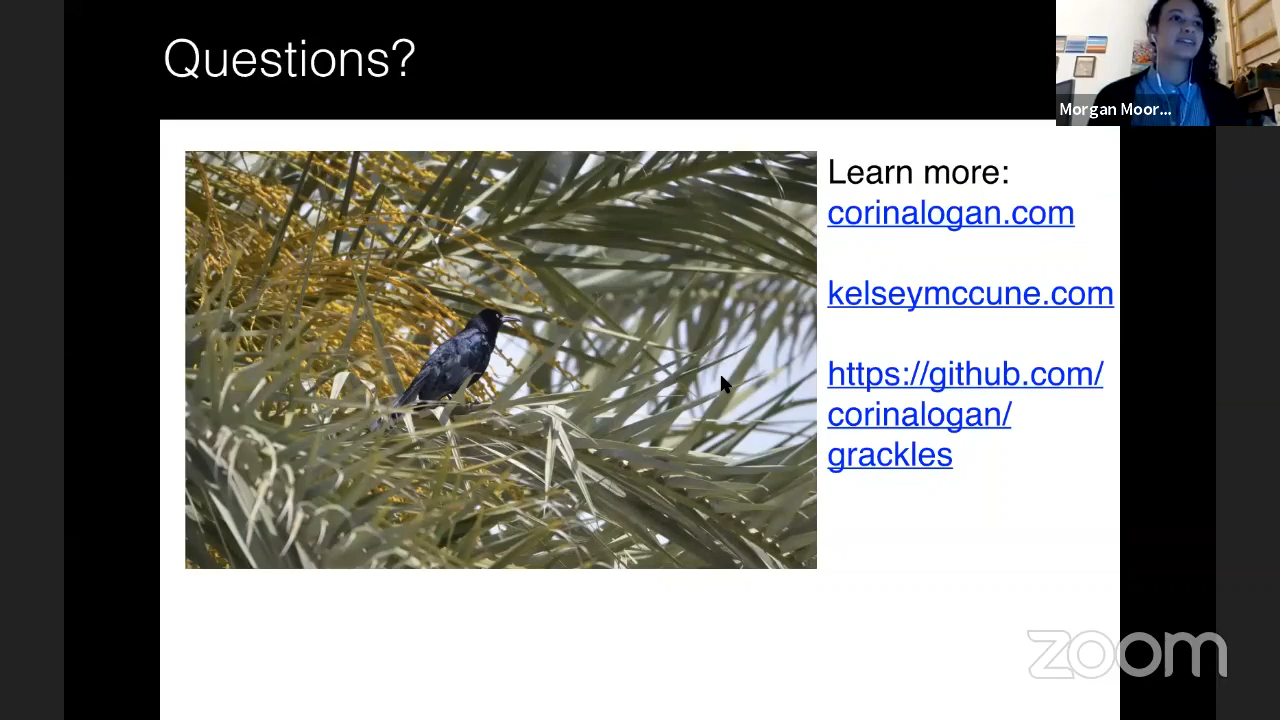 Questions?
Morgan Moor...
Learn more:
corinalogan.com
kelseymccune.com
https://github.com/
corinalogan/
grackles
zoom